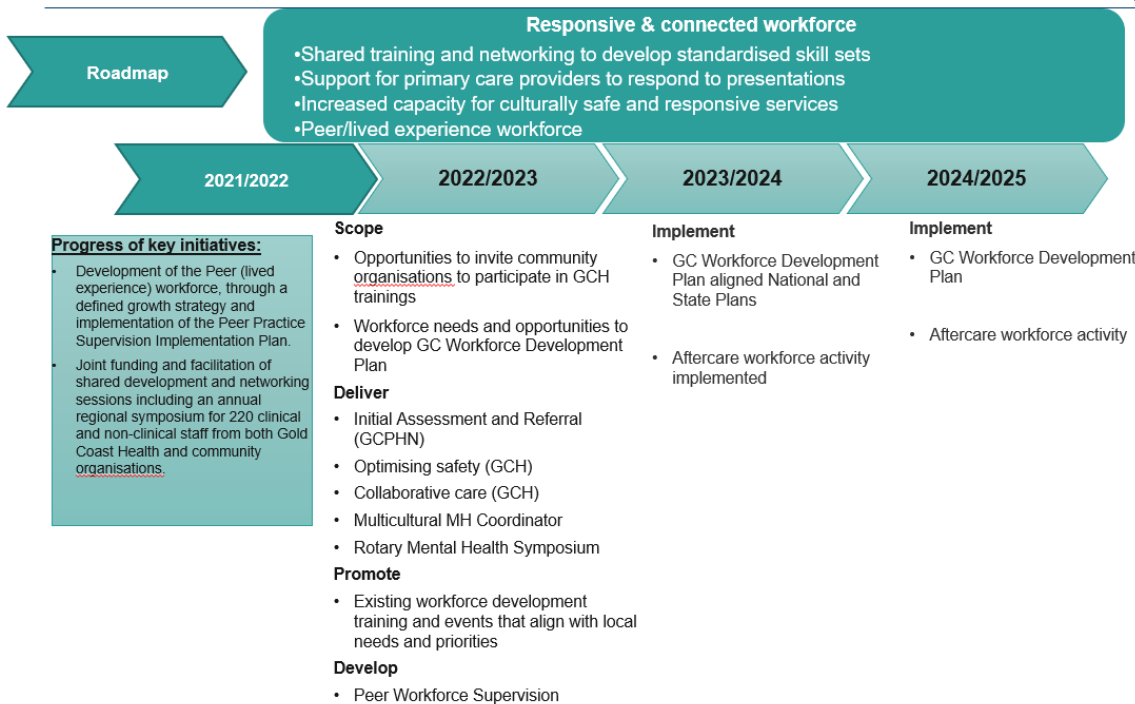 Responsive & connected workforce
•Shared training and networking to develop standardised skill sets
•Support for primary care providers to respond to presentations
•Increased capacity for culturally safe and responsive services
•Peer/lived experience workforce
Roadmap
2021/2022
2022/2023
2023/2024
2024/2025
Progress of key initiatives:
• Development of the Peer (lived
experience) workforce, through a
defined growth strategy and
implementation of the Peer Practice
Supervision Implementation Plan.
• Joint funding and facilitation of
shared development and networking
sessions including an annual
regional symposium for 220 clinical
and non-clinical staff from both Gold
Coast Health and community
organisations.
Scope
• Opportunities to invite community
organisations to participate in GCH
trainings
• Workforce needs and opportunities to
develop GC Workforce Development
Plan
Deliver
• Initial Assessment and Referral
(GCPHN)
• Optimising safety (GCH)
• Collaborative care (GCH)
• Multicultural MH Coordinator
• Rotary Mental Health Symposium
Promote
• Existing workforce development
training and events that align with local
needs and priorities
Develop
• Peer Workforce Supervision
Implement
• GC Workforce Development
Plan aligned National and
State Plans
• Aftercare workforce activity
implemented
Implement
• GC Workforce Development
Plan
• Aftercare workforce activity